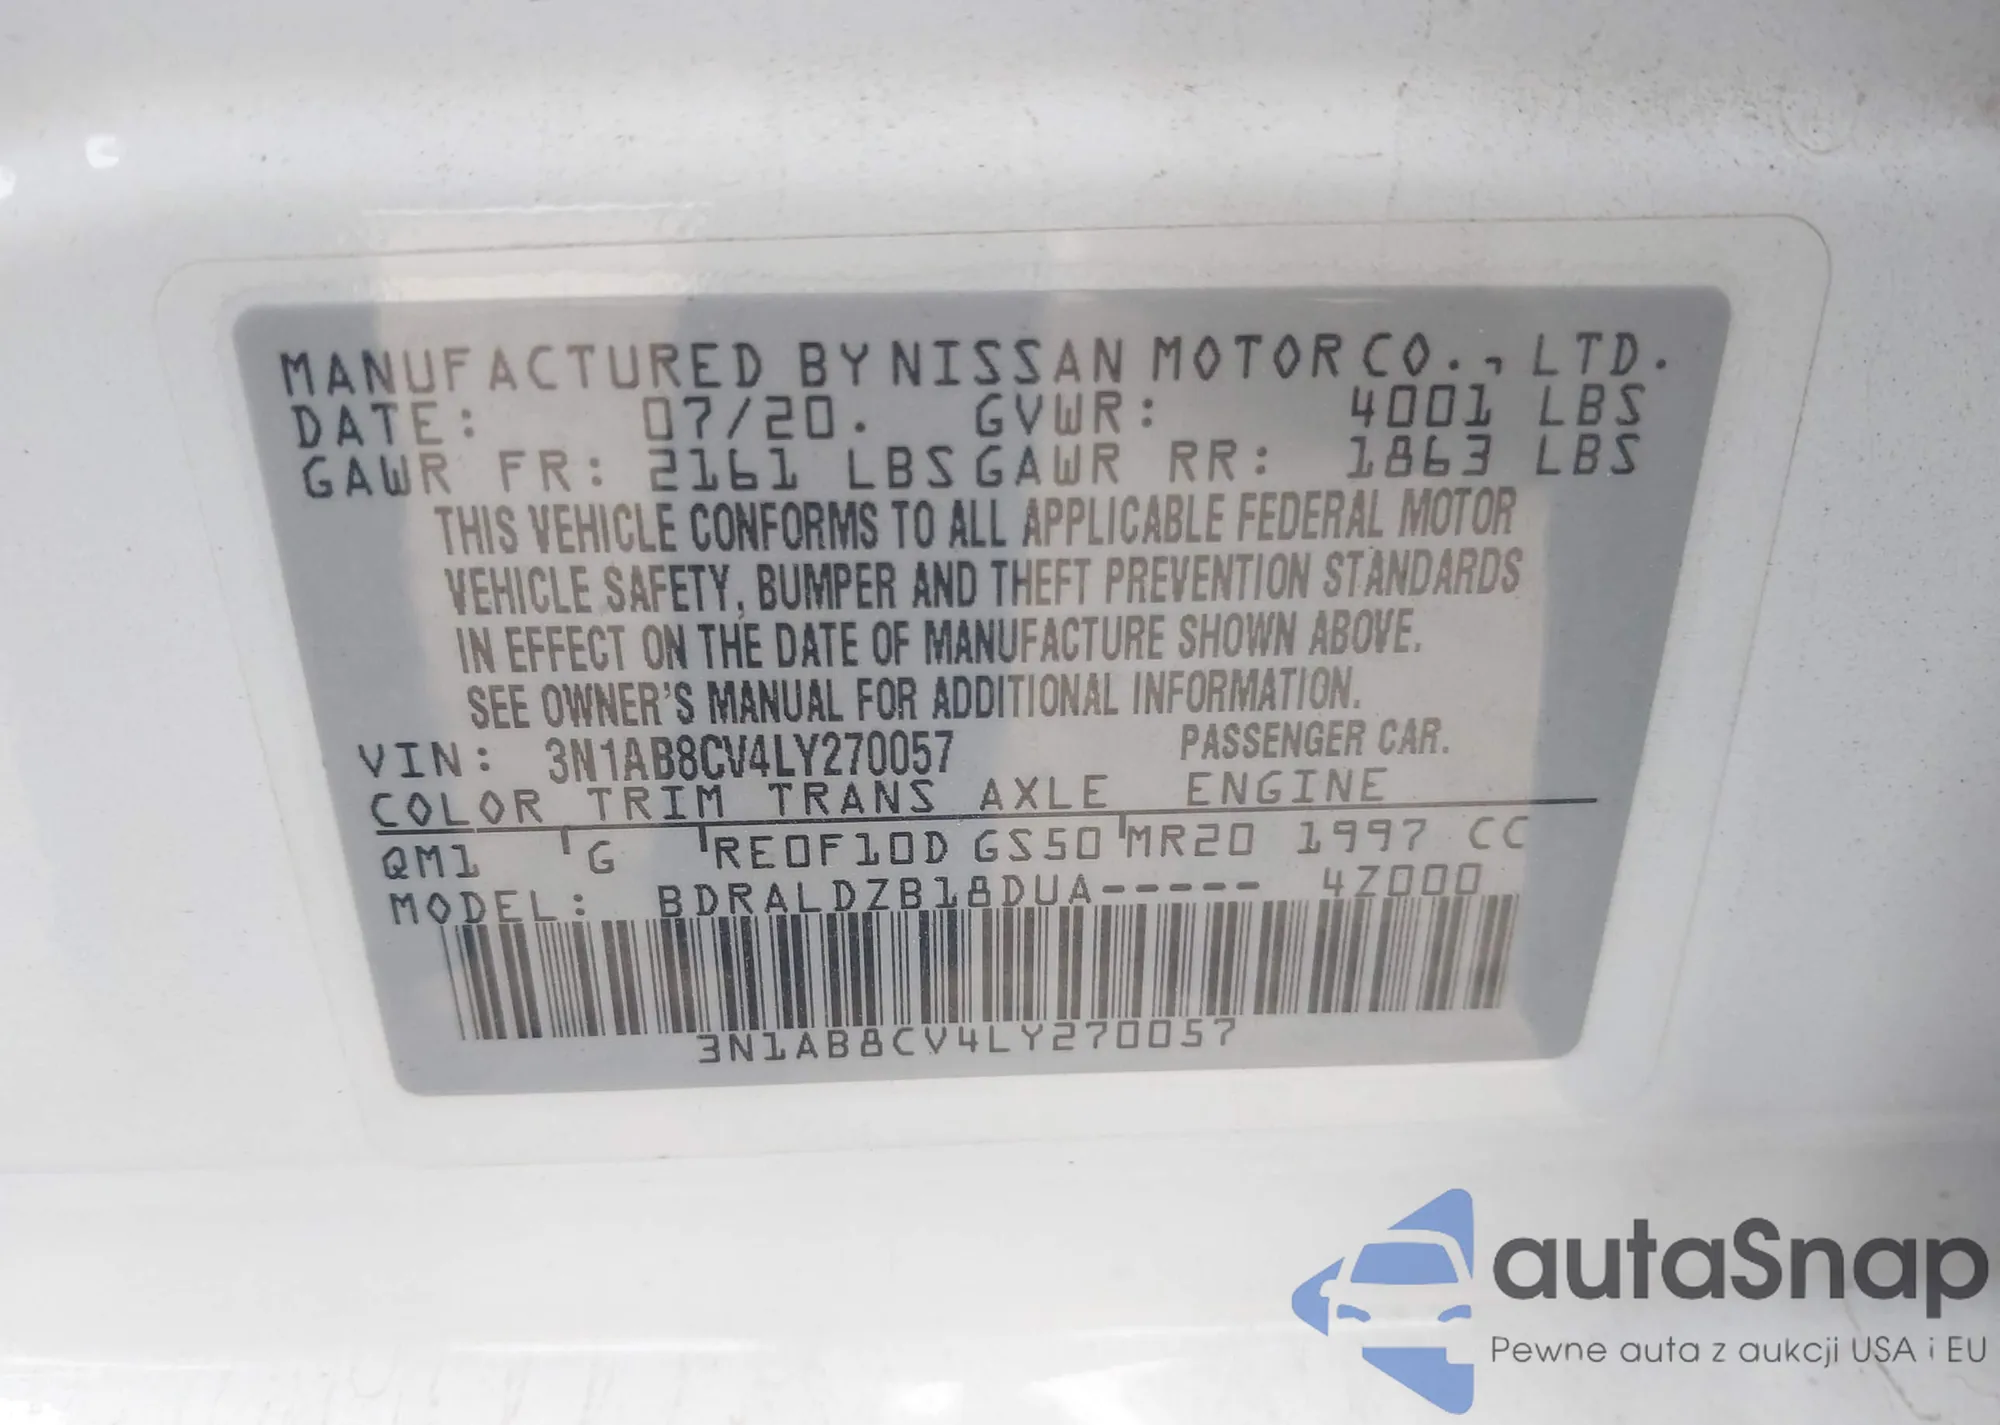 MANUFACTURED BY NISSAN MOTOR CO., LTD.
DATE: 07/20. GVWR: 4001 LBS
GAWR FR: 2161 LBS GAWR RR: 1863 LBS
THIS VEHICLE CONFORMS TO ALL APPLICABLE FEDERAL MOTOR
VEHICLE SAFETY, BUMPER AND THEFT PREVENTION STANDARDS
IN EFFECT ON THE DATE OF MANUFACTURE SHOWN ABOVE.
SEE OWNER'S MANUAL FOR ADDITIONAL INFORMATION.
VIN: 3N1AB8CV4LY270057 PASSENGER CAR.
COLOR TRIM TRANS AXLE ENGINE
QM1 G RE0F10D GS50 MR20 1997 CC
MODEL: BDRALDZB18DUA----- 4Z000
3N1AB8CV4LY270057
autaSnap
Pewne auta z aukcji USA i EU